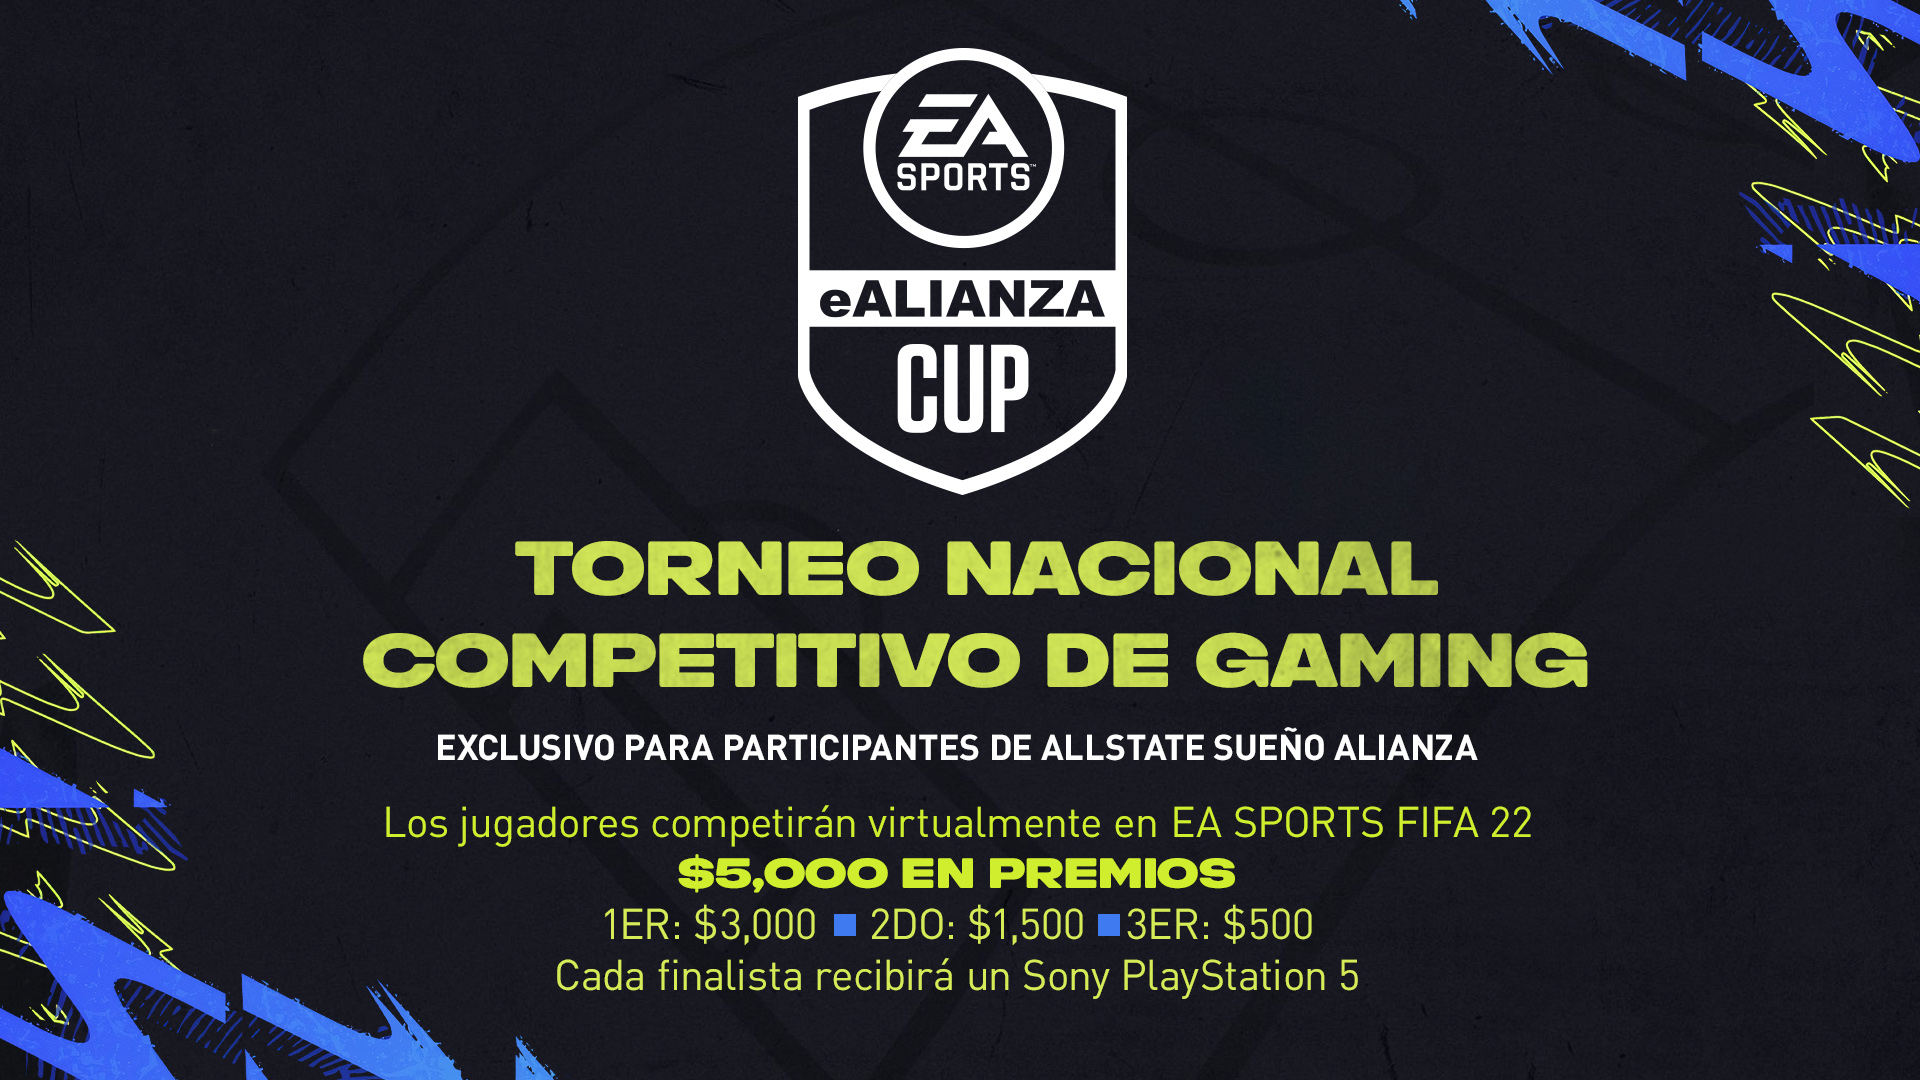 EA
SPORTS™
eALIANZA
CUP
TORNEO NACIONAL
COMPETITIVO DE GAMING
EXCLUSIVO PARA PARTICIPANTES DE ALLSTATE SUEÑO ALIANZA
Los jugadores competirán virtualmente en EA SPORTS FIFA 22
$5,000 EN PREMIOS
1ER: $3,000 ■ 2DO: $1,500 ■ 3ER: $500
Cada finalista recibirá un Sony PlayStation 5